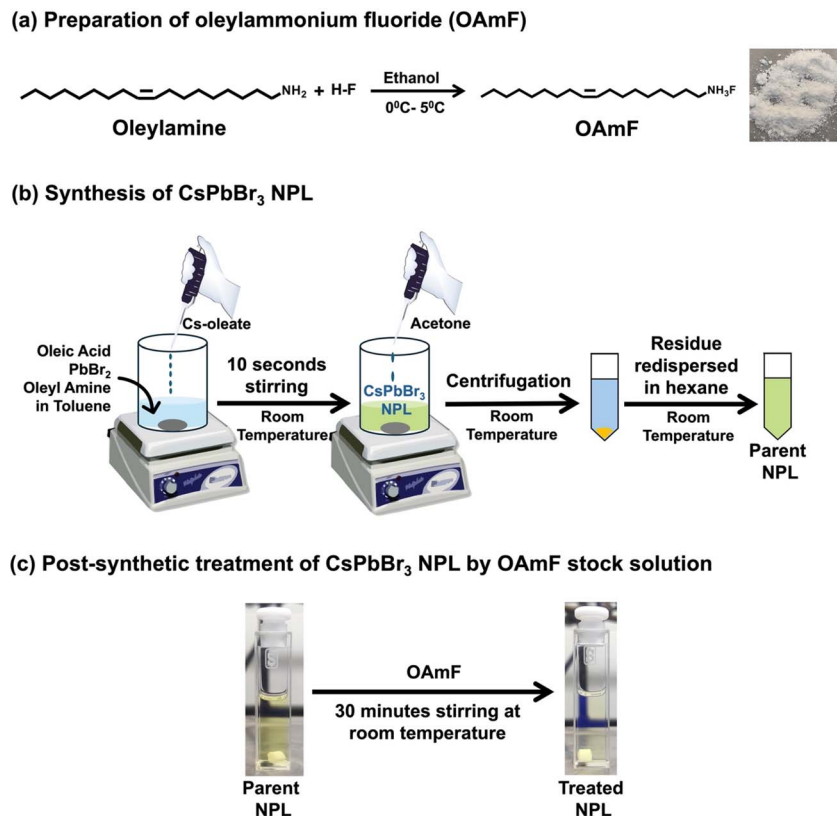 (a) Preparation of oleylammonium fluoride (OAmF)
NH₂ + H-F
Ethanol
0⁰C- 5⁰C
NH₃F
Oleylamine
OAmF
(b) Synthesis of CsPbBr₃ NPL
Cs-oleate
Oleic Acid
PbBr₂
Oleyl Amine
in Toluene
10 seconds
stirring
Room
Temperature
Acetone
CsPbBr₃
NPL
Centrifugation
Room
Temperature
Residue
redispersed
in hexane
Room
Temperature
Parent
NPL
(c) Post-synthetic treatment of CsPbBr₃ NPL by OAmF stock solution
OAmF
30 minutes stirring at
room temperature
Parent
NPL
Treated
NPL